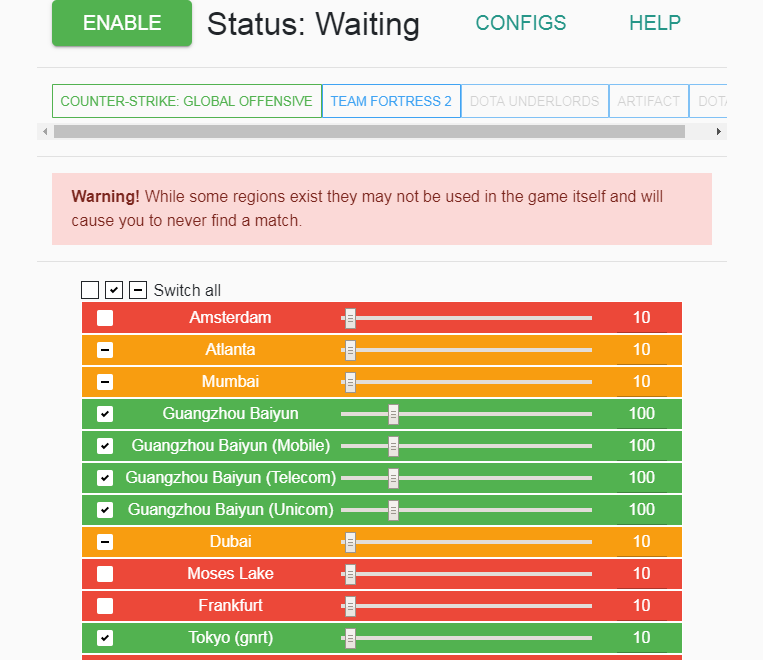 ENABLE Status: Waiting CONFIGS HELP
COUNTER-STRIKE: GLOBAL OFFENSIVE TEAM FORTRESS 2 DOTA UNDERLORDS ARTIFACT DOTA
Warning! While some regions exist they may not be used in the game itself and will
cause you to never find a match.
Switch all
Amsterdam 10
Atlanta 10
Mumbai 10
Guangzhou Baiyun 100
Guangzhou Baiyun (Mobile) 100
Guangzhou Baiyun (Telecom) 100
Guangzhou Baiyun (Unicom) 100
Dubai 10
Moses Lake 10
Frankfurt 10
Tokyo (gnrt) 10